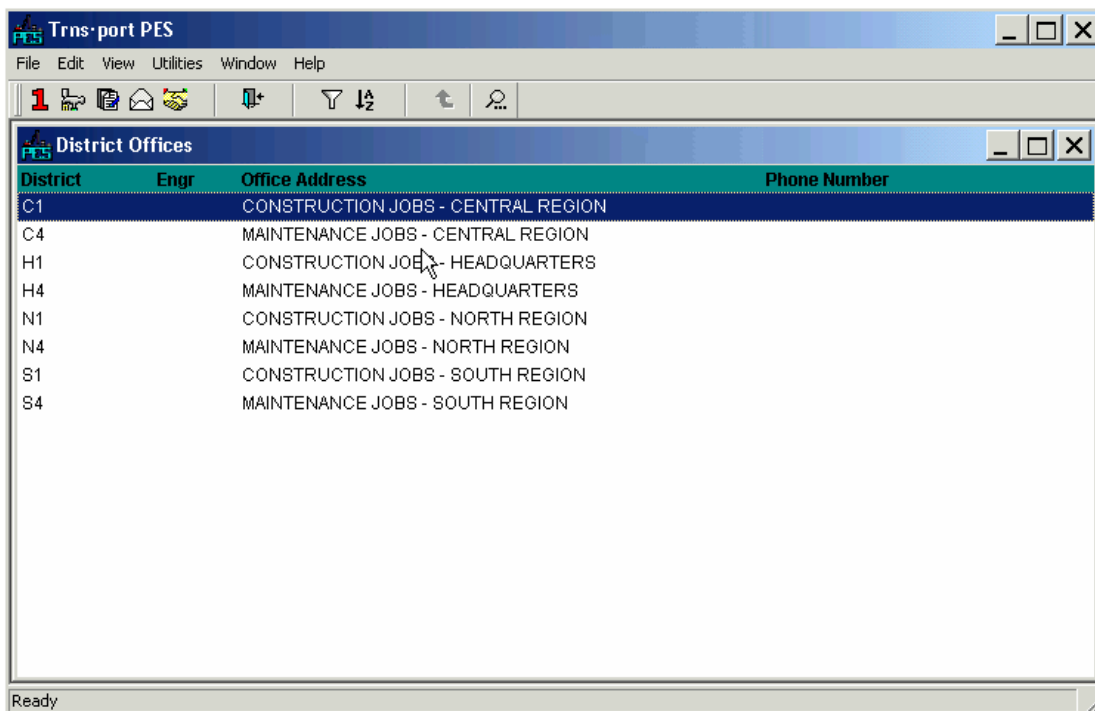 Trns·port PES
File Edit View Utilities Window Help
1
PES District Offices
District Engr Office Address Phone Number
C1 CONSTRUCTION JOBS - CENTRAL REGION
C4 MAINTENANCE JOBS - CENTRAL REGION
H1 CONSTRUCTION JOBS - HEADQUARTERS
H4 MAINTENANCE JOBS - HEADQUARTERS
N1 CONSTRUCTION JOBS - NORTH REGION
N4 MAINTENANCE JOBS - NORTH REGION
S1 CONSTRUCTION JOBS - SOUTH REGION
S4 MAINTENANCE JOBS - SOUTH REGION
Ready